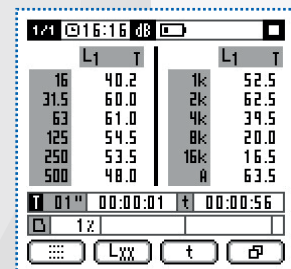 1/1 16:16 dB
L1 T L1 T
16 40.2 1k 52.5
31.5 60.0 2k 62.5
63 61.0 4k 39.5
125 54.5 8k 20.0
250 53.5 16k 16.5
500 48.0 A 63.5
T 01" 00:00:01 t 00:00:56
1%
LXX t